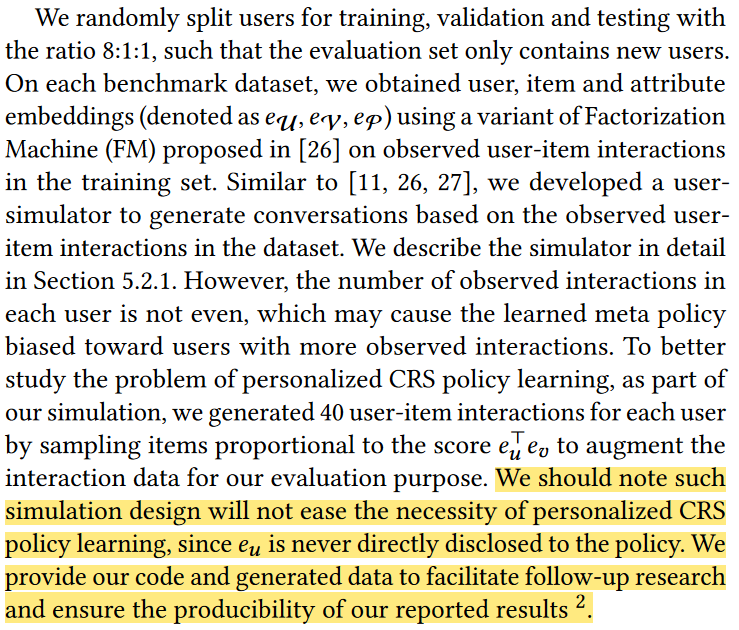 We randomly split users for training, validation and testing with
the ratio 8:1:1, such that the evaluation set only contains new users.
On each benchmark dataset, we obtained user, item and attribute
embeddings (denoted as e𝒰, e𝒱, e𝒫) using a variant of Factorization
Machine (FM) proposed in [26] on observed user-item interactions
in the training set. Similar to [11, 26, 27], we developed a user-
simulator to generate conversations based on the observed user-
item interactions in the dataset. We describe the simulator in detail
in Section 5.2.1. However, the number of observed interactions in
each user is not even, which may cause the learned meta policy
biased toward users with more observed interactions. To better
study the problem of personalized CRS policy learning, as part of
our simulation, we generated 40 user-item interactions for each user
by sampling items proportional to the score eᵤ⊤eᵥ to augment the
interaction data for our evaluation purpose. We should note such
simulation design will not ease the necessity of personalized CRS
policy learning, since eᵤ is never directly disclosed to the policy. We
provide our code and generated data to facilitate follow-up research
and ensure the producibility of our reported results ².